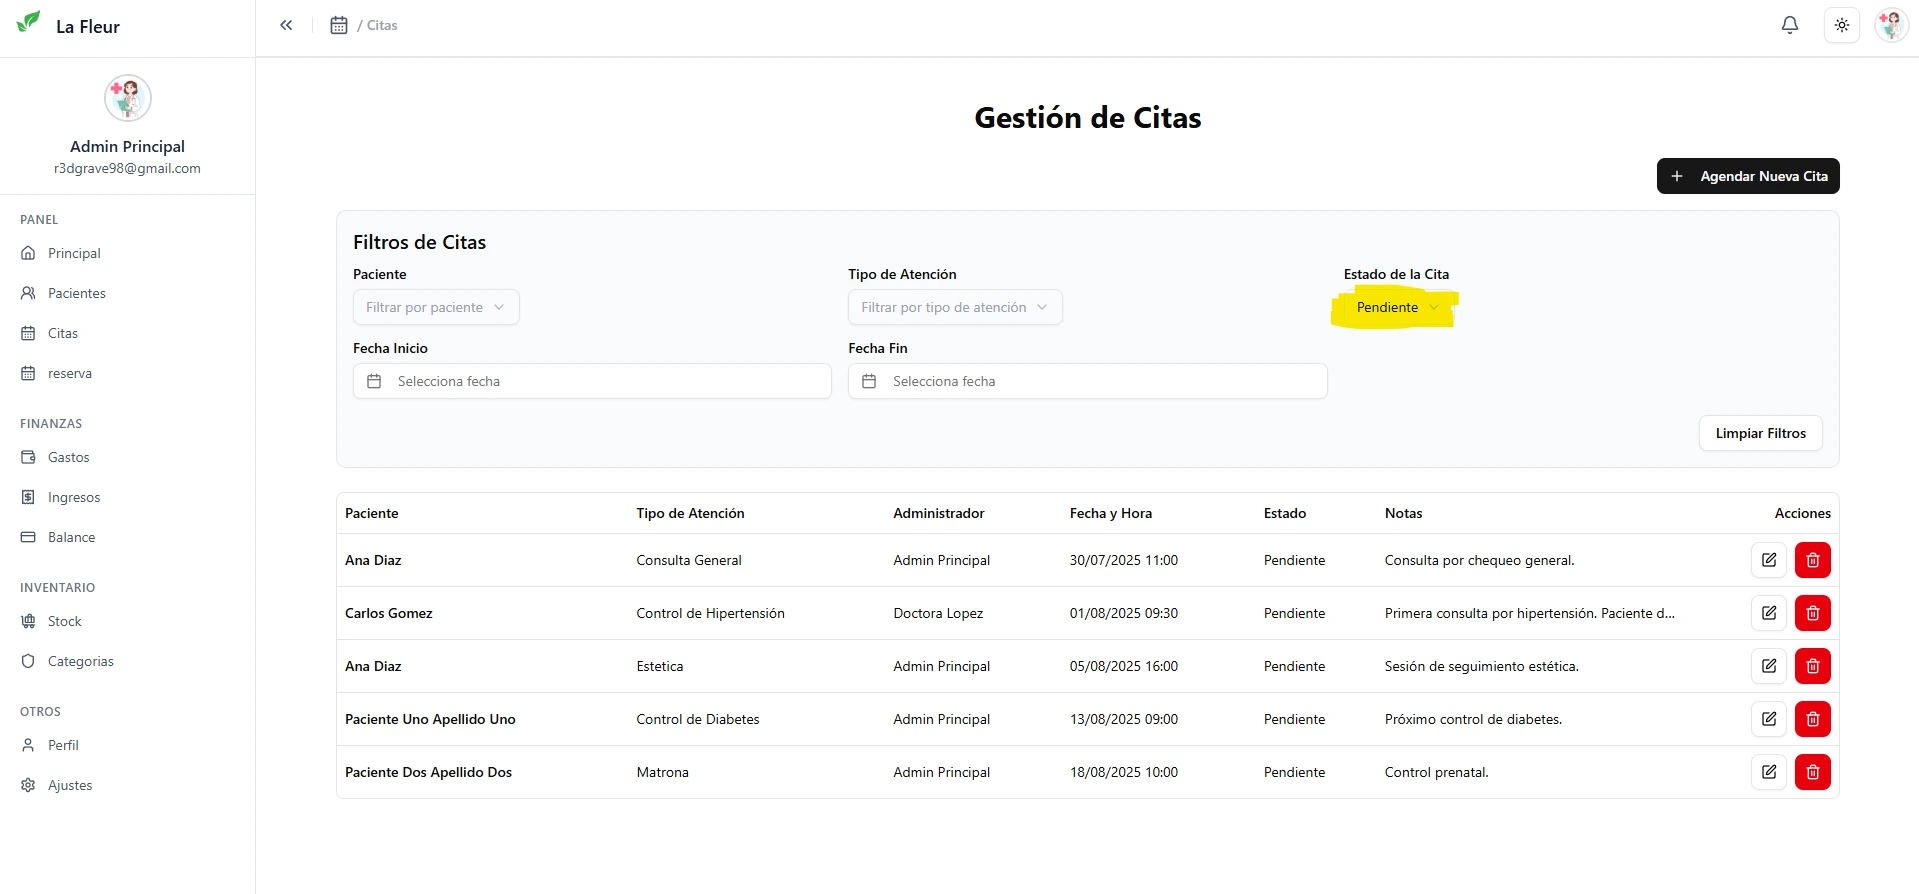 La Fleur
/ Citas
Admin Principal
r3dgrave98@gmail.com
PANEL
Principal
Pacientes
Citas
reserva
FINANZAS
Gastos
Ingresos
Balance
INVENTARIO
Stock
Categorias
OTROS
Perfil
Ajustes
Gestión de Citas
Agendar Nueva Cita
Filtros de Citas
Paciente Tipo de Atención Estado de la Cita
Filtrar por paciente Filtrar por tipo de atención Pendiente
Fecha Inicio Fecha Fin
Selecciona fecha Selecciona fecha
Limpiar Filtros
Paciente Tipo de Atención Administrador Fecha y Hora Estado Notas Acciones
Ana Diaz Consulta General Admin Principal 30/07/2025 11:00 Pendiente Consulta por chequeo general.
Carlos Gomez Control de Hipertensión Doctora Lopez 01/08/2025 09:30 Pendiente Primera consulta por hipertensión. Paciente d...
Ana Diaz Estetica Admin Principal 05/08/2025 16:00 Pendiente Sesión de seguimiento estética.
Paciente Uno Apellido Uno Control de Diabetes Admin Principal 13/08/2025 09:00 Pendiente Próximo control de diabetes.
Paciente Dos Apellido Dos Matrona Admin Principal 18/08/2025 10:00 Pendiente Control prenatal.